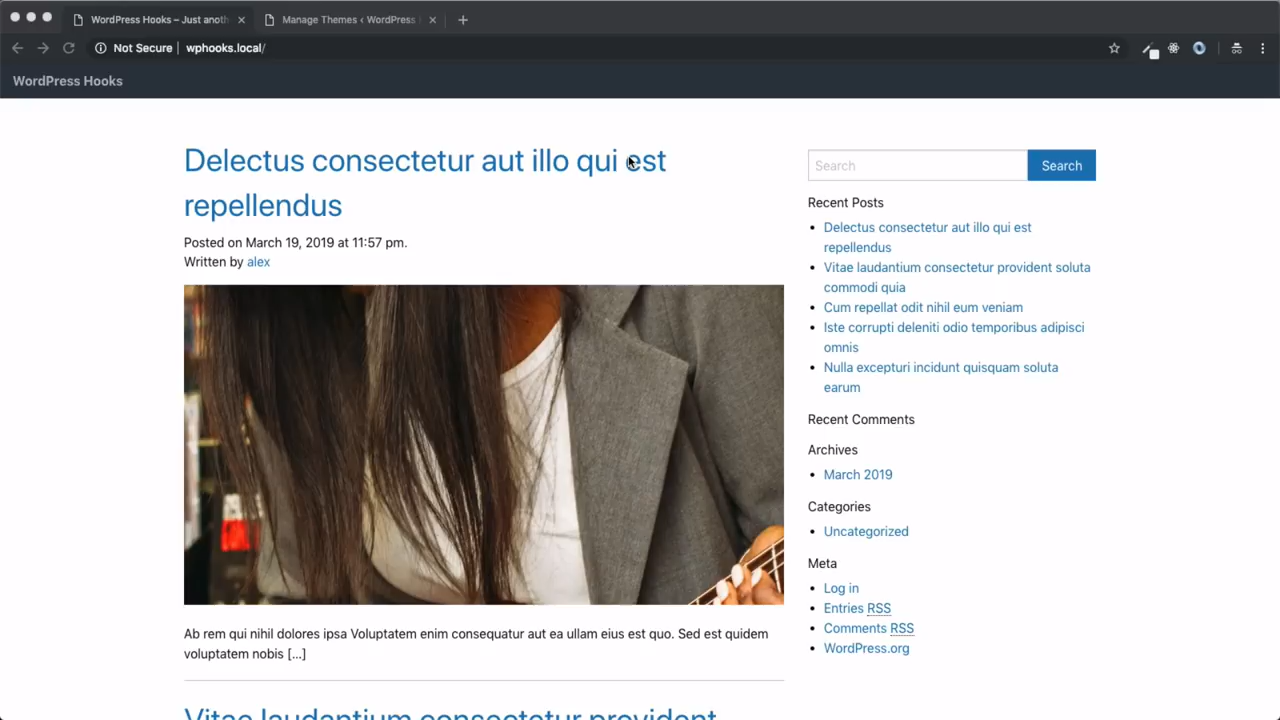 WordPress Hooks – Just anoth
Manage Themes ‹ WordPress
Not Secure | wphooks.local/
WordPress Hooks
Delectus consectetur aut illo qui est
repellendus
Posted on March 19, 2019 at 11:57 pm.
Written by alex
Ab rem qui nihil dolores ipsa Voluptatem enim consequatur aut ea ullam eius est quo. Sed est quidem
voluptatem nobis [...]
Vitae laudantium consectetur provident
Search
Search
Recent Posts
Delectus consectetur aut illo qui est
repellendus
Vitae laudantium consectetur provident soluta
commodi quia
Cum repellat odit nihil eum veniam
Iste corrupti deleniti odio temporibus adipisci
omnis
Nulla excepturi incidunt quisquam soluta
earum
Recent Comments
Archives
March 2019
Categories
Uncategorized
Meta
Log in
Entries RSS
Comments RSS
WordPress.org